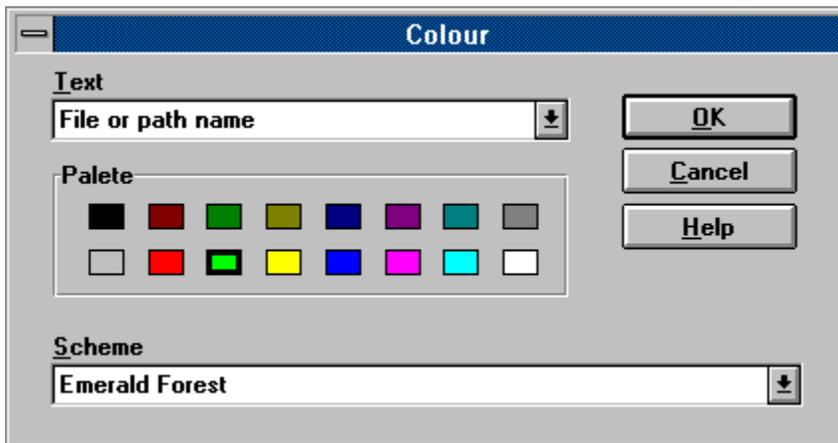 Colour
Text
File or path name
OK
Palete
Cancel
Help
Scheme
Emerald Forest